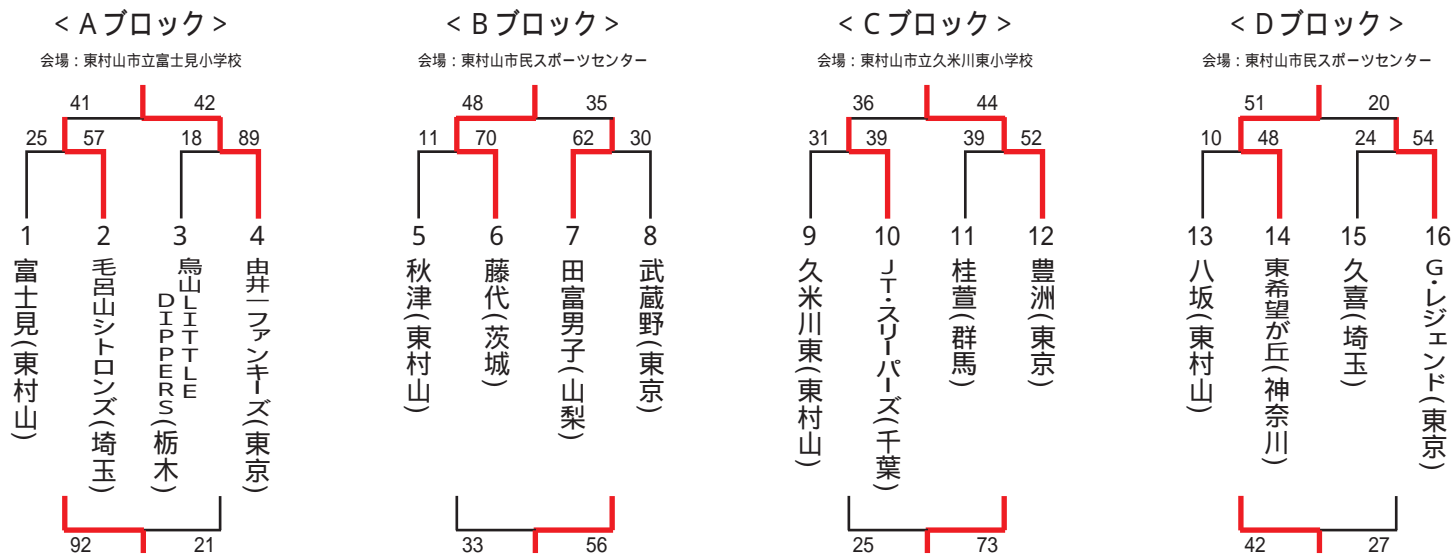 < A ブロック >
会場：東村山市立富士見小学校
41 42
25 57 18 89
1 2 3 4
富士見(東村山)
毛呂山シトロンズ(埼玉)
烏山LITTLE
DIPPERS(栃木)
由井一ファンキーズ(東京)
92 21
< B ブロック >
会場：東村山市民スポーツセンター
48 35
11 70 62 30
5 6 7 8
秋津(東村山)
藤代(茨城)
田富男子(山梨)
武蔵野(東京)
33 56
< C ブロック >
会場：東村山市立久米川東小学校
36 44
31 39 39 52
9 10 11 12
久米川東(東村山)
JT・スリーパーズ(千葉)
桂萱(群馬)
豊洲(東京)
25 73
< D ブロック >
会場：東村山市民スポーツセンター
51 20
10 48 24 54
13 14 15 16
八坂(東村山)
東希望が丘(神奈川)
久喜(埼玉)
G・レジェンド(東京)
42 27